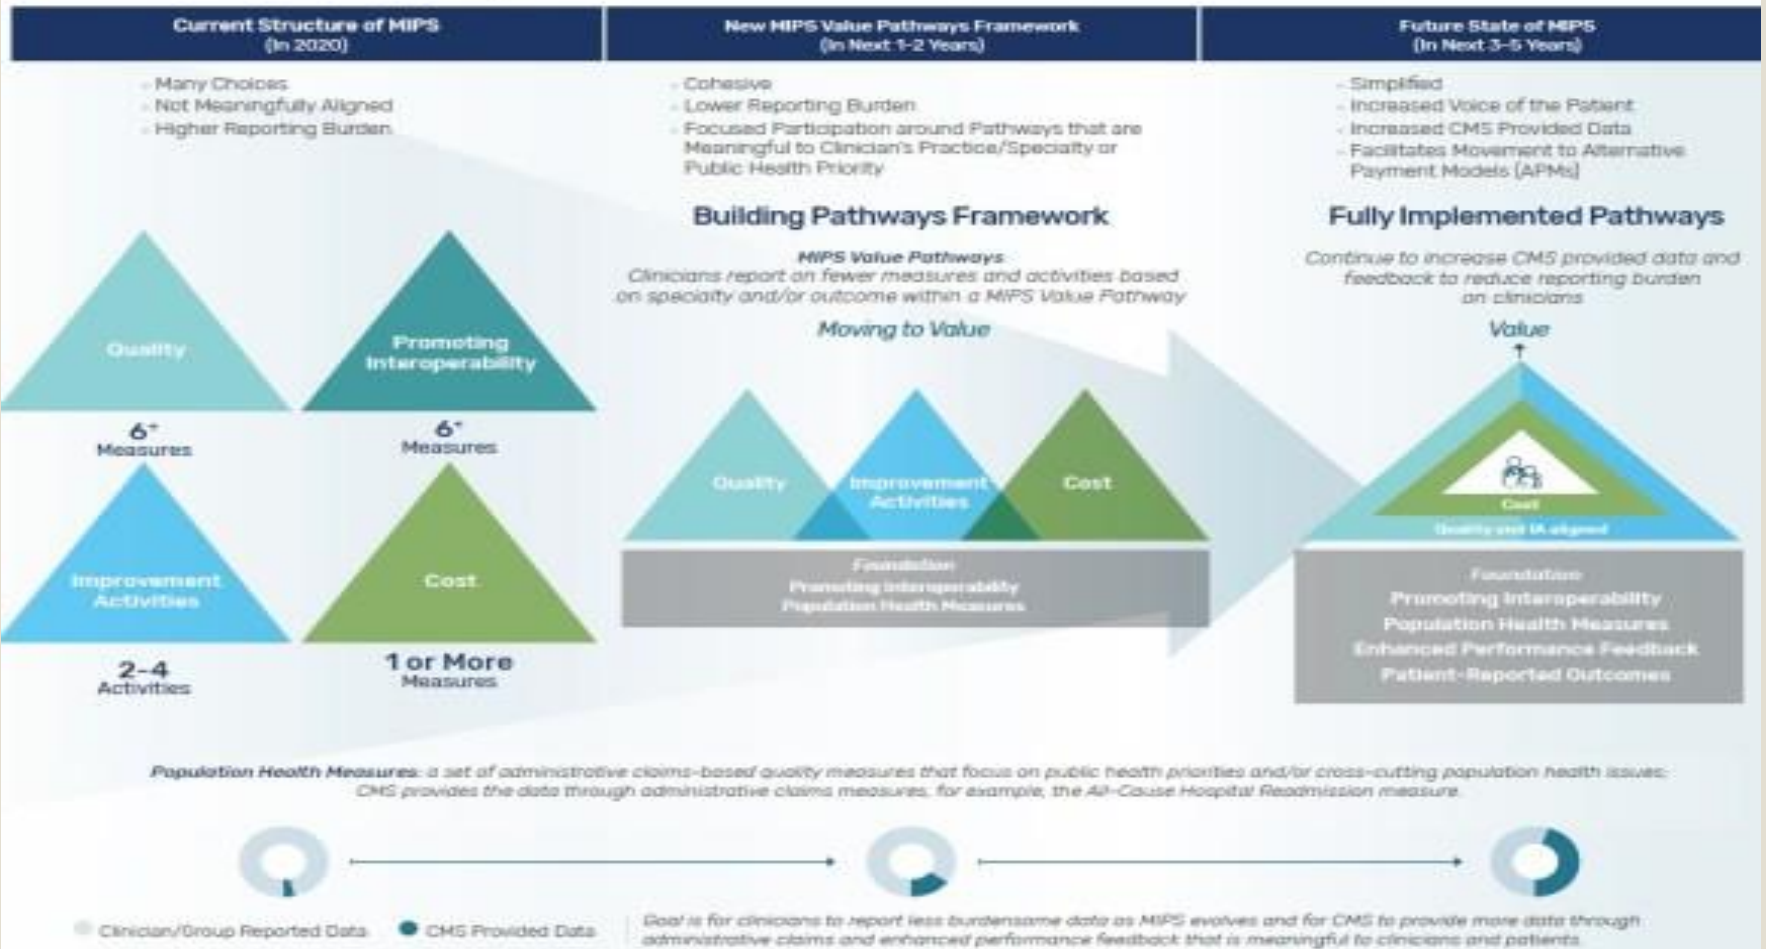 Current Structure of MIPS
(In 2020)
New MIPS Value Pathways Framework
(In Next 1-2 Years)
Future State of MIPS
(In Next 3-5 Years)
- Many Choices
- Not Meaningfully Aligned
- Higher Reporting Burden
- Cohesive
- Lower Reporting Burden
- Focused Participation around Pathways that are
Meaningful to Clinician's Practice/Specialty or
Public Health Priority
- Simplified
- Increased Voice of the Patient
- Increased CMS Provided Data
- Facilitates Movement to Alternative
Payment Models (APMs)
Quality
6+
Measures
Promoting
Interoperability
6+
Measures
Improvement
Activities
2-4
Activities
Cost
1 or More
Measures
Building Pathways Framework
MIPS Value Pathways
Clinicians report on fewer measures and activities based
on specialty and/or outcome within a MIPS Value Pathway
Moving to Value
Quality
Improvement
Activities
Cost
Foundation
Promoting Interoperability
Population Health Measures
Fully Implemented Pathways
Continue to increase CMS provided data and
feedback to reduce reporting burden
on clinicians
Value
Cost
Quality and IA aligned
Foundation
Promoting Interoperability
Population Health Measures
Enhanced Performance Feedback
Patient-Reported Outcomes
Population Health Measures: a set of administrative claims-based quality measures that focus on public health priorities and/or cross-cutting population health issues;
CMS provides the data through administrative claims measures, for example, the All-Cause Hospital Readmission measure.
Clinician/Group Reported Data
CMS Provided Data
Goal is for clinicians to report less burdensome data as MIPS evolves and for CMS to provide more data through
administrative claims and enhanced performance feedback that is meaningful to clinicians and patients.